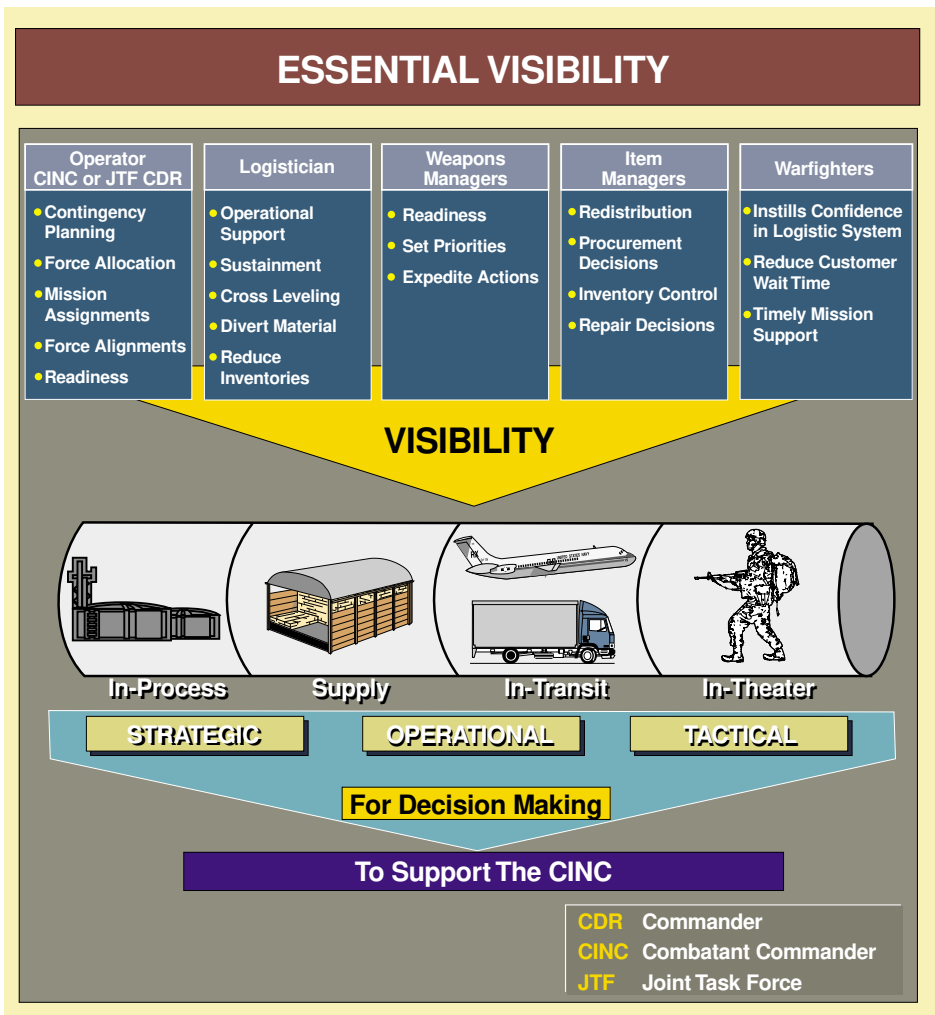 ESSENTIAL VISIBILITY
Operator
CINC or JTF CDR
• Contingency
Planning
• Force Allocation
• Mission
Assignments
• Force Alignments
• Readiness
Logistician
• Operational
Support
• Sustainment
• Cross Leveling
• Divert Material
• Reduce
Inventories
Weapons
Managers
• Readiness
• Set Priorities
• Expedite Actions
Item
Managers
• Redistribution
• Procurement
Decisions
• Inventory Control
• Repair Decisions
Warfighters
• Instills Confidence
in Logistic System
• Reduce Customer
Wait Time
• Timely Mission
Support
VISIBILITY
UNITED STATES NAVY
In-Process
Supply
In-Transit
In-Theater
STRATEGIC
OPERATIONAL
TACTICAL
For Decision Making
To Support The CINC
CDR Commander
CINC Combatant Commander
JTF Joint Task Force